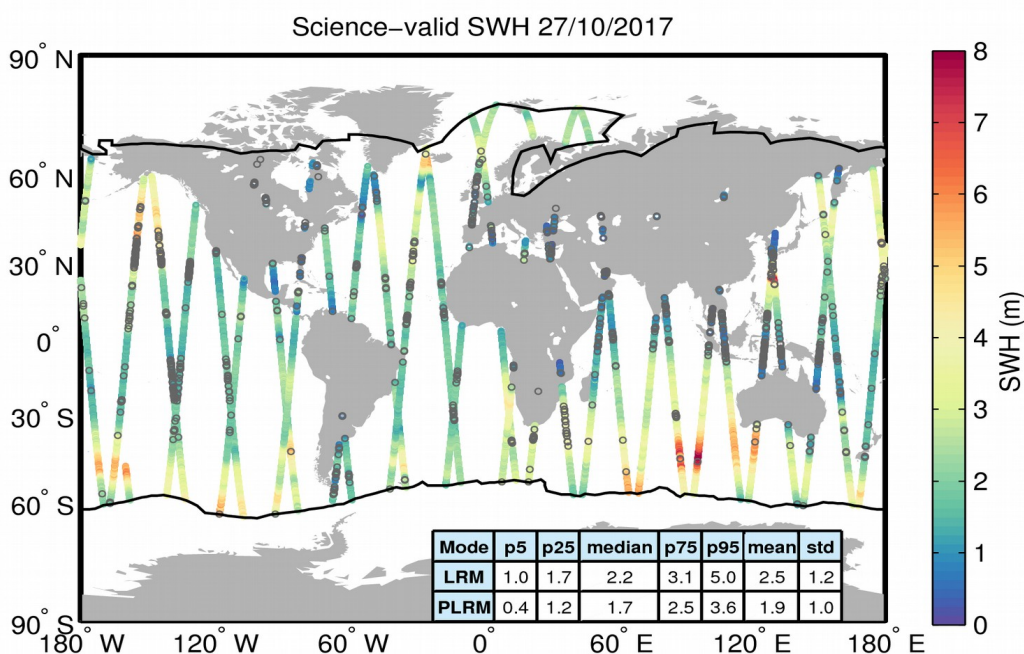 Science−valid SWH 27/10/2017
90° N
60° N
30° N
0°
30° S
60° S
90° S
180° W
120° W
60° W
0°
60° E
120° E
180° E
8
7
6
5
4
3
2
1
0
SWH (m)
Mode p5 p25 median p75 p95 mean std
LRM 1.0 1.7 2.2 3.1 5.0 2.5 1.2
PLRM 0.4 1.2 1.7 2.5 3.6 1.9 1.0